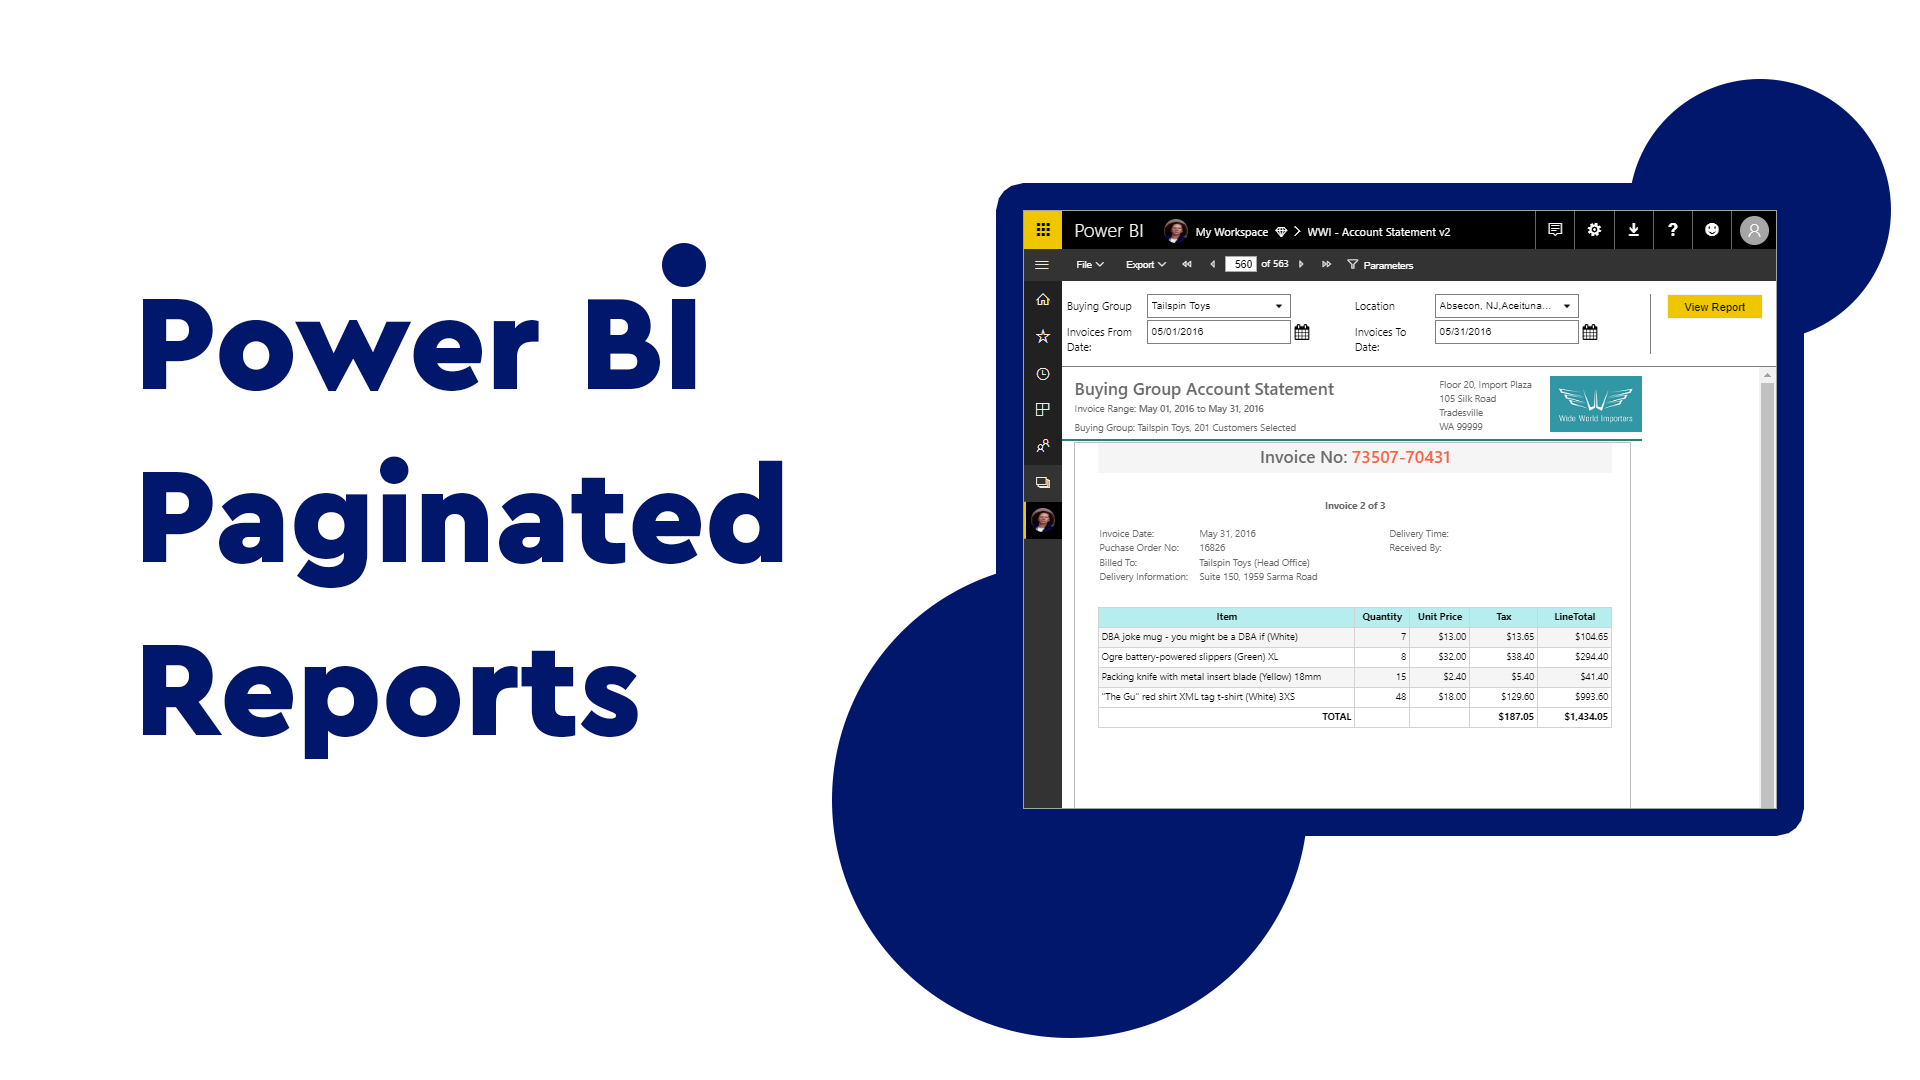 Power Bi
Paginated
Reports
Power BI My Workspace WWI - Account Statement v2 ?
File Export 560 of 563 Parameters
Buying Group Tailspin Toys Location Absecon, NJ,Aceituna... View Report
Invoices From Date: 05/01/2016 Invoices To Date: 05/31/2016
Buying Group Account Statement
Invoice Range: May 01, 2016 to May 31, 2016
Buying Group: Tailspin Toys, 201 Customers Selected
Floor 20, Import Plaza
105 Silk Road
Tradesville
WA 99999
Wide World Importers
Invoice No: 73507-70431
Invoice 2 of 3
Invoice Date: May 31, 2016 Delivery Time:
Puchase Order No: 16826 Received By:
Billed To: Tailspin Toys (Head Office)
Delivery Information: Suite 150, 1959 Sarma Road
Item Quantity Unit Price Tax LineTotal
DBA joke mug - you might be a DBA if (White) 7 $13.00 $13.65 $104.65
Ogre battery-powered slippers (Green) XL 8 $32.00 $38.40 $294.40
Packing knife with metal insert blade (Yellow) 18mm 15 $2.40 $5.40 $41.40
"The Gu" red shirt XML tag t-shirt (White) 3XS 48 $18.00 $129.60 $993.60
TOTAL $187.05 $1,434.05